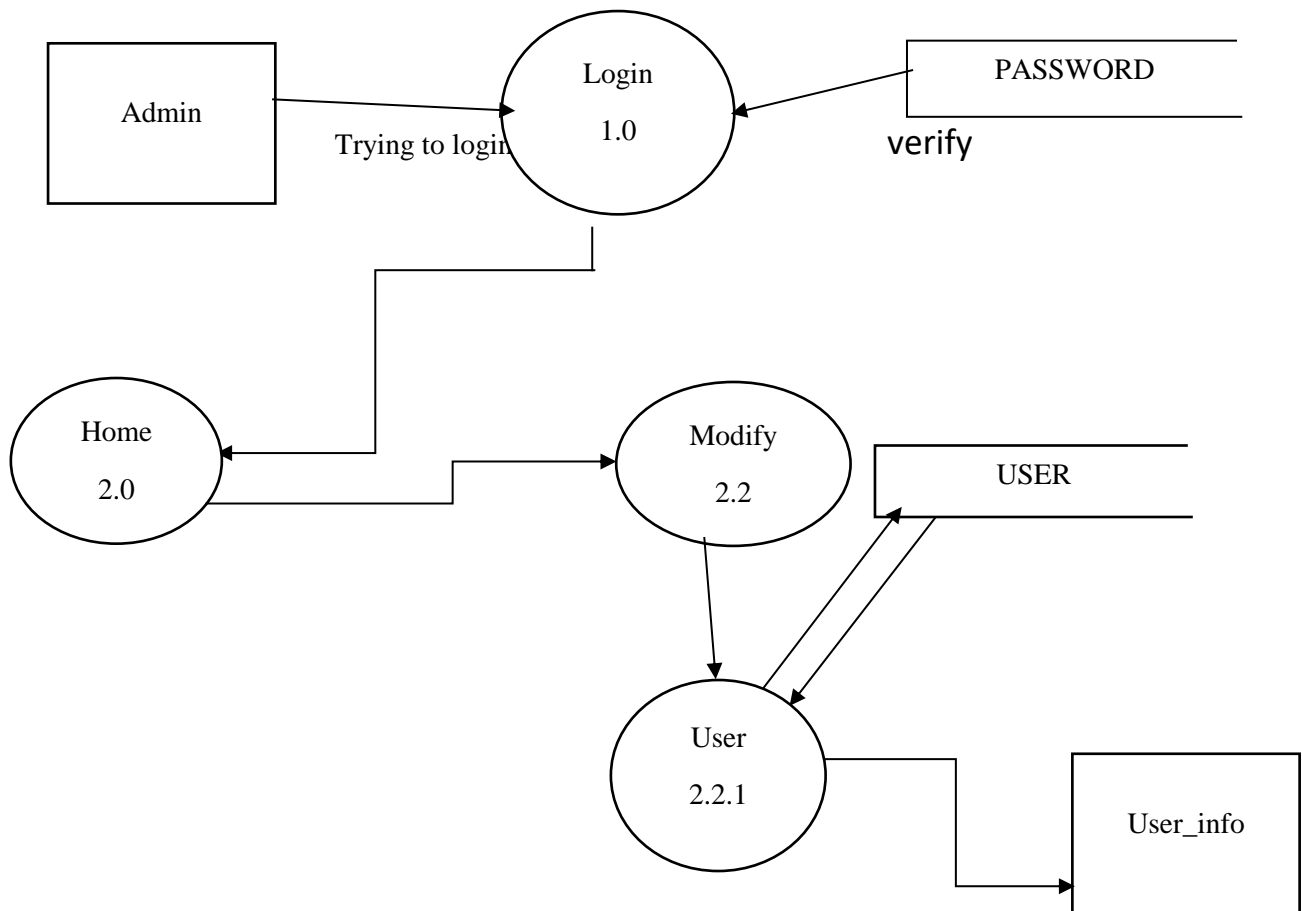 Admin
Trying to login
Login
1.0
PASSWORD
verify
Home
2.0
Modify
2.2
USER
User
2.2.1
User_info